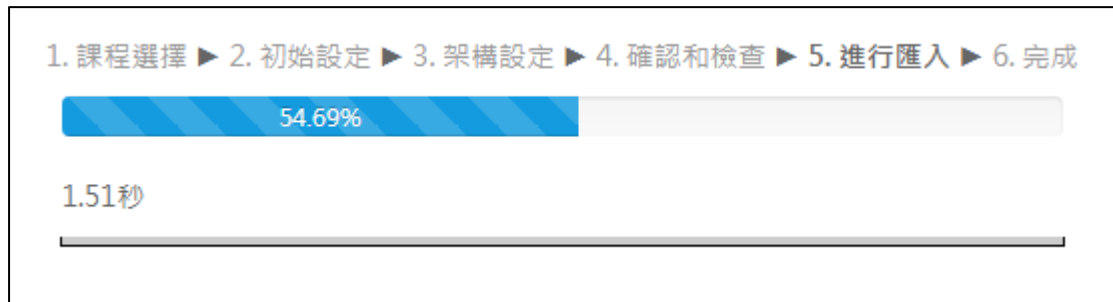 1. 課程選擇 ► 2. 初始設定 ► 3. 架構設定 ► 4. 確認和檢查 ► 5. 進行匯入 ► 6. 完成
54.69%
1.51秒